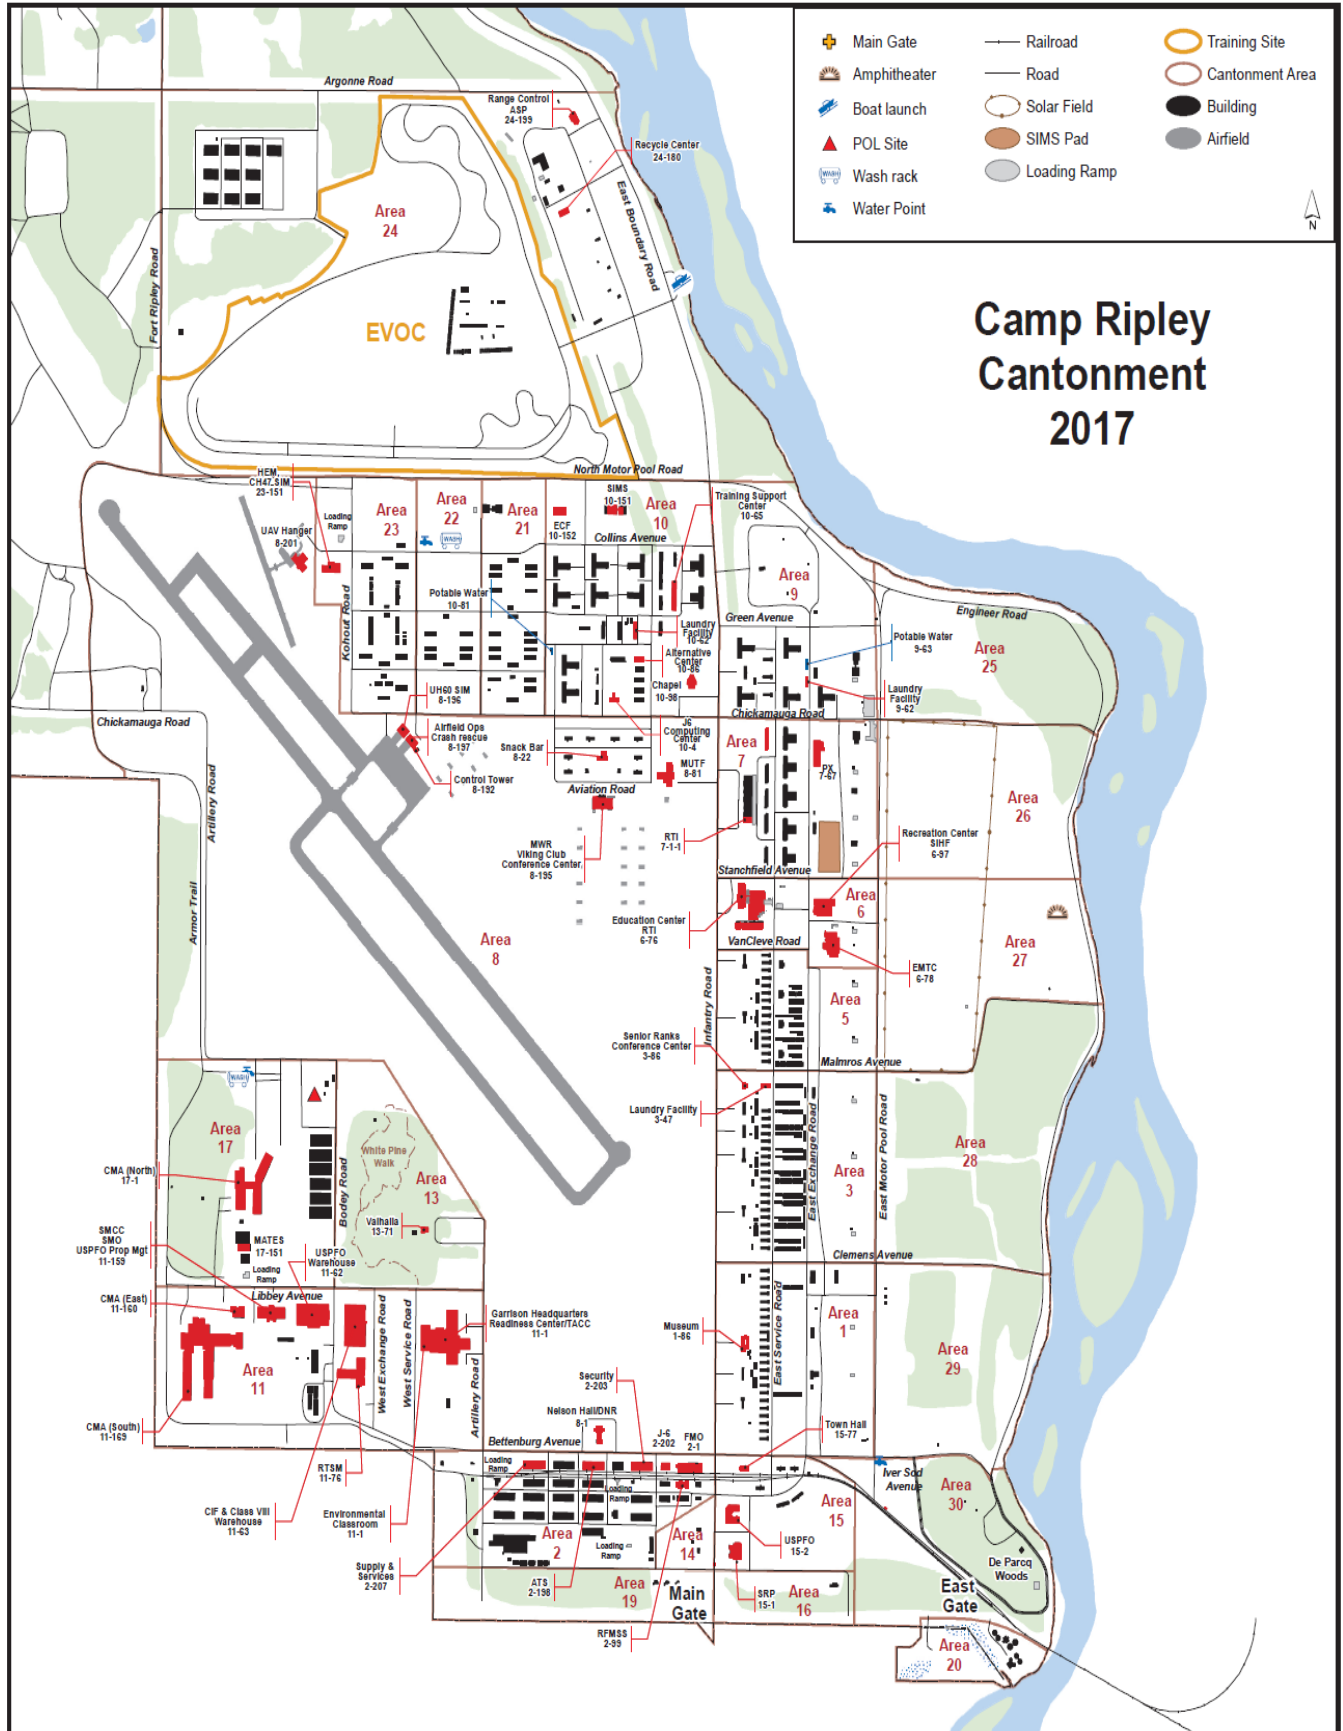 Main Gate
Amphitheater
Boat launch
POL Site
WASH
Wash rack
Water Point
Railroad
Road
Solar Field
SIMS Pad
Loading Ramp
Training Site
Cantonment Area
Building
Airfield
N
Camp Ripley
Cantonment
2017
Argonne Road
Range Control
ASP
24-199
Recycle Center
24-180
East Boundary Road
Area
24
Fort Ripley Road
EVOC
North Motor Pool Road
HEM,
CH47 SIM
23-151
UAV Hanger
8-201
Loading
Ramp
Area
23
Area
22
WASH
Area
21
ECF
10-152
SIMS
10-151
Area
10
Collins Avenue
Training Support
Center
10-65
Area
9
Green Avenue
Engineer Road
Potable Water
9-63
Area
25
Kohout Road
Potable Water
10-81
Laundry
Facility
10-62
Alternative
Center
10-86
Chapel
10-98
Laundry
Facility
9-62
Chickamauga Road
UH60 SIM
8-196
Airfield Ops
Crash rescue
8-197
Control Tower
8-192
Snack Bar
8-22
J6
Computing
Center
10-4
MUTF
8-81
Chickamauga Road
Area
7
PX
7-67
Area
26
Artillery Road
Aviation Road
MWR
Viking Club
Conference Center
8-195
RTI
7-1-1
Recreation Center
SIHF
6-97
Stanchfield Avenue
Armor Trail
Area
8
Education Center
RTI
6-76
Area
6
VanCleve Road
Area
27
EMTC
6-78
Infantry Road
Area
5
Senior Ranks
Conference Center
3-86
Malmros Avenue
Laundry Facility
3-47
East Exchange Road
East Motor Pool Road
Area
3
Area
28
Clemens Avenue
WASH
Area
17
White Pine
Walk
Area
13
Bodey Road
CMA (North)
17-1
Valhalla
13-71
SMCC
SMO
USPFO Prop Mgt
11-159
MATES
17-151
Loading
Ramp
USPFO
Warehouse
11-62
CMA (East)
11-160
Libbey Avenue
West Exchange Road
West Service Road
Garrison Headquarters
Readiness Center/TACC
11-1
Museum
1-86
East Service Road
Area
1
Area
29
Area
11
Artillery Road
Security
2-203
CMA (South)
11-169
Nelson Hall/DNR
8-1
J-6
2-202
FMO
2-1
Town Hall
15-77
Bettenburg Avenue
Loading
Ramp
RTSM
11-76
Iver Sod
Avenue
Area
30
Loading
Ramp
CIF & Class VIII
Warehouse
11-63
Environmental
Classroom
11-1
Area
15
Area
2
Area
14
Loading
Ramp
USPFO
15-2
De Parcq
Woods
Supply &
Services
2-207
ATS
2-198
Area
19
Main
Gate
SRP
15-1
Area
16
East
Gate
RFMSS
2-99
Area
20